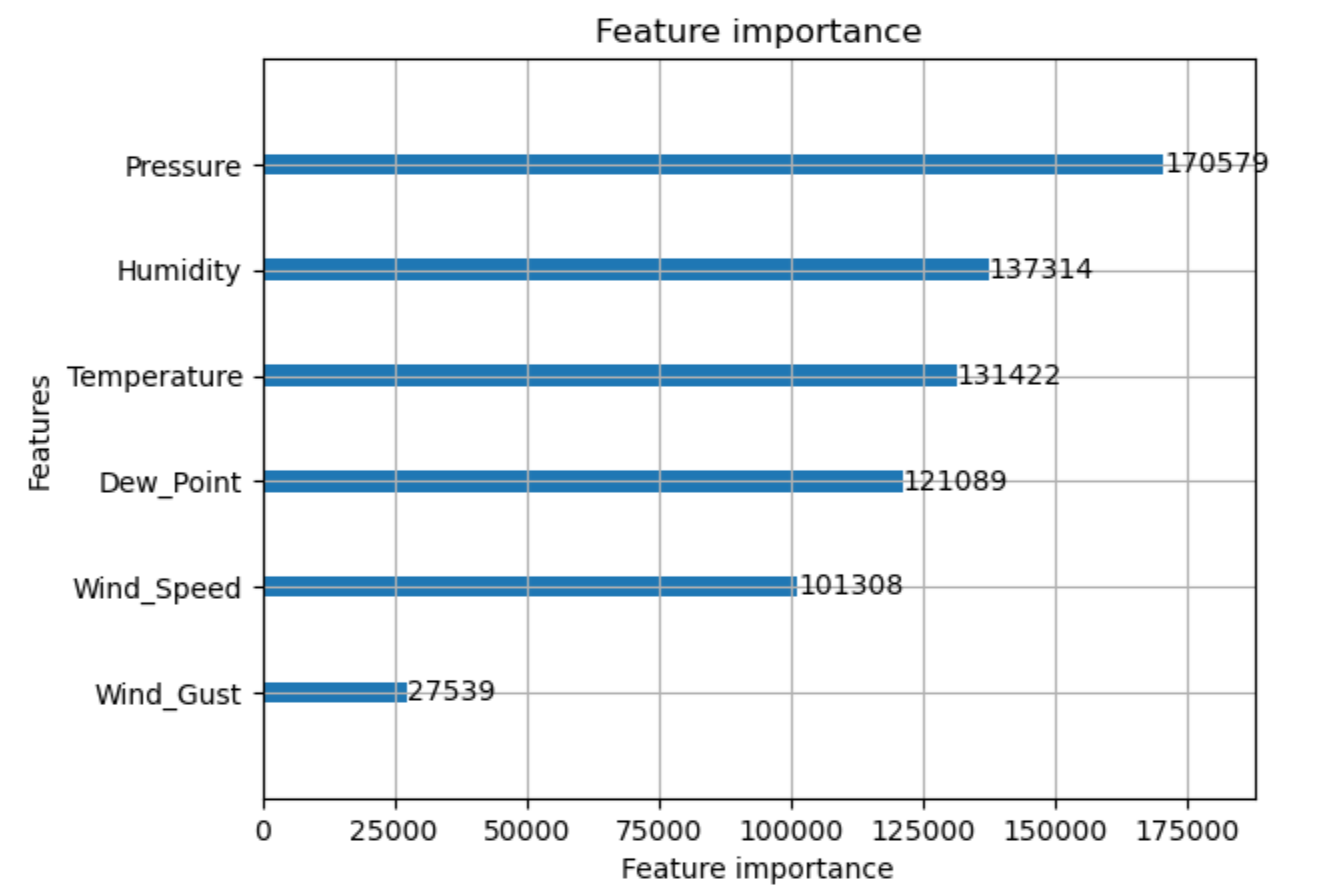 Feature importance
Pressure 170579
Humidity 137314
Temperature 131422
Dew_Point 121089
Wind_Speed 101308
Wind_Gust 27539
Features
0 25000 50000 75000 100000 125000 150000 175000
Feature importance